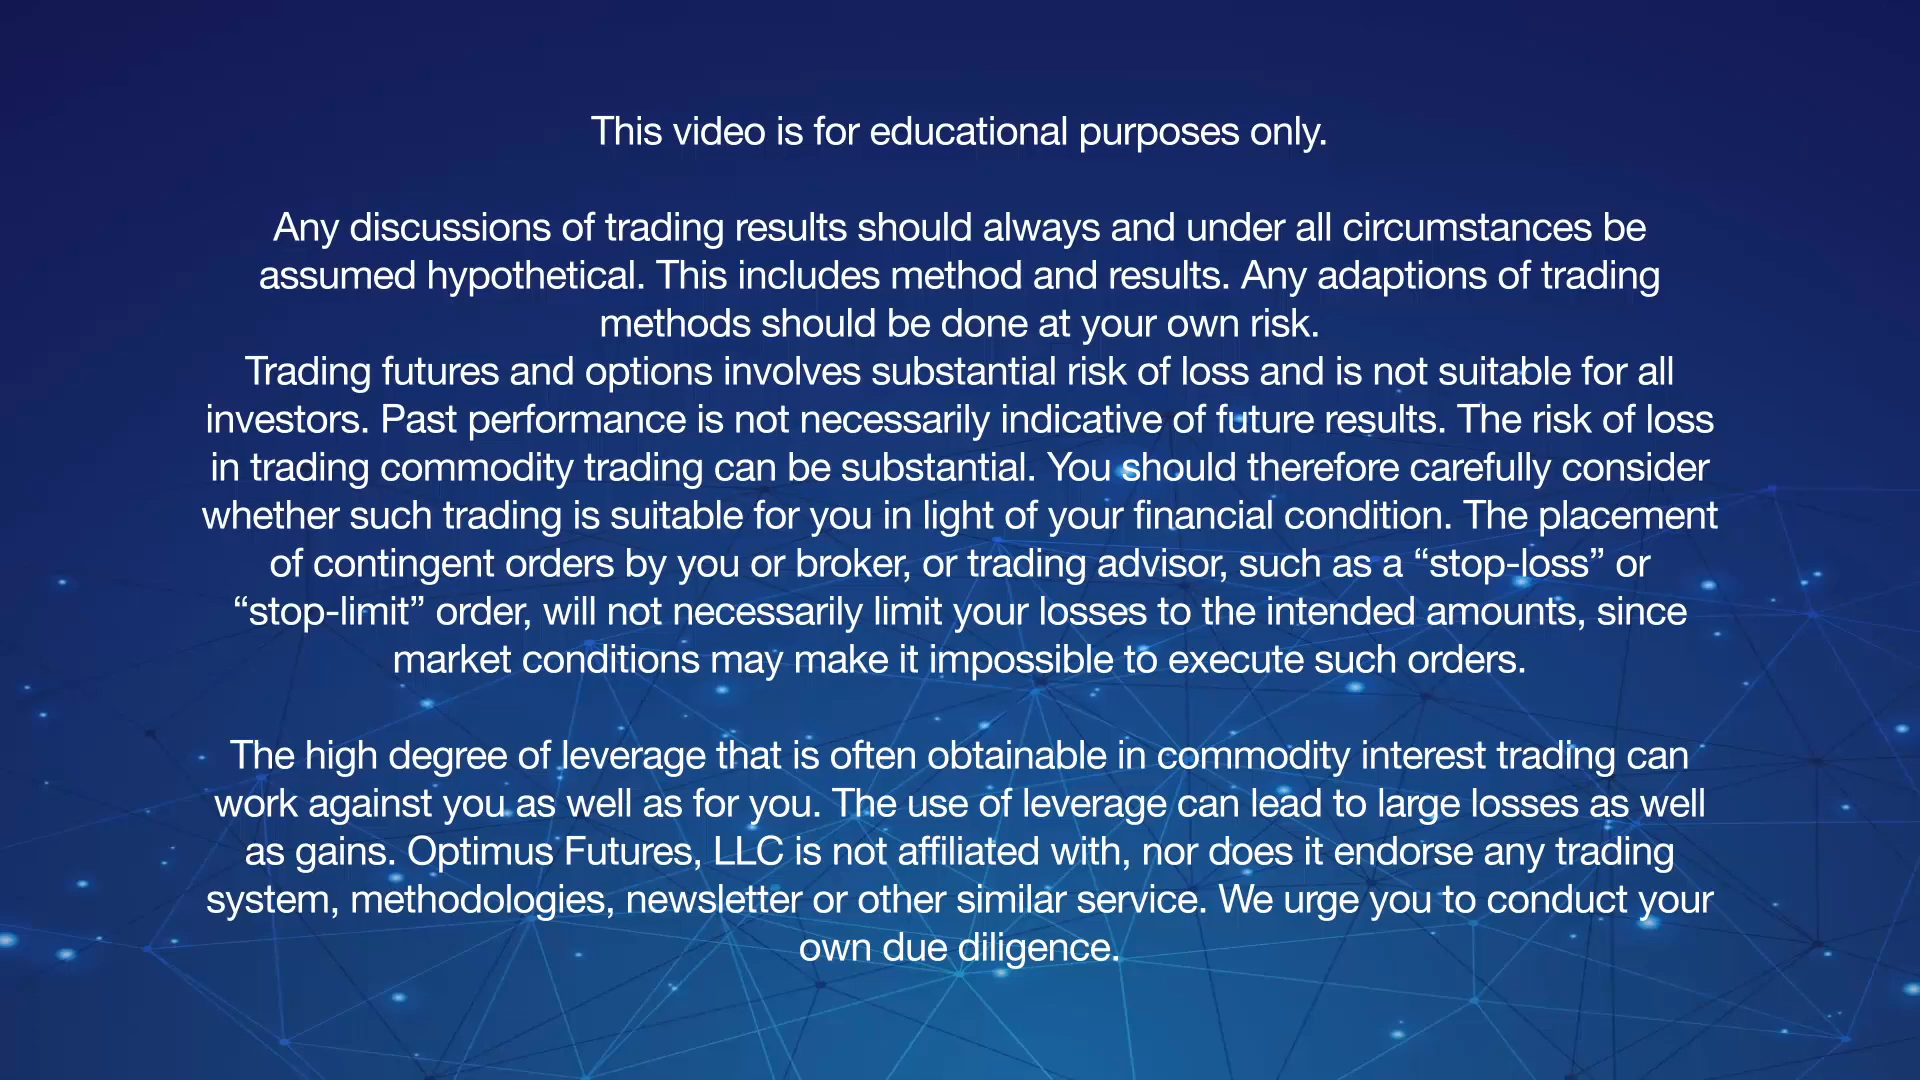 This video is for educational purposes only.
Any discussions of trading results should always and under all circumstances be
assumed hypothetical. This includes method and results. Any adaptions of trading
methods should be done at your own risk.
Trading futures and options involves substantial risk of loss and is not suitable for all
investors. Past performance is not necessarily indicative of future results. The risk of loss
in trading commodity trading can be substantial. You should therefore carefully consider
whether such trading is suitable for you in light of your financial condition. The placement
of contingent orders by you or broker, or trading advisor, such as a “stop-loss” or
“stop-limit” order, will not necessarily limit your losses to the intended amounts, since
market conditions may make it impossible to execute such orders.
The high degree of leverage that is often obtainable in commodity interest trading can
work against you as well as for you. The use of leverage can lead to large losses as well
as gains. Optimus Futures, LLC is not affiliated with, nor does it endorse any trading
system, methodologies, newsletter or other similar service. We urge you to conduct your
own due diligence.